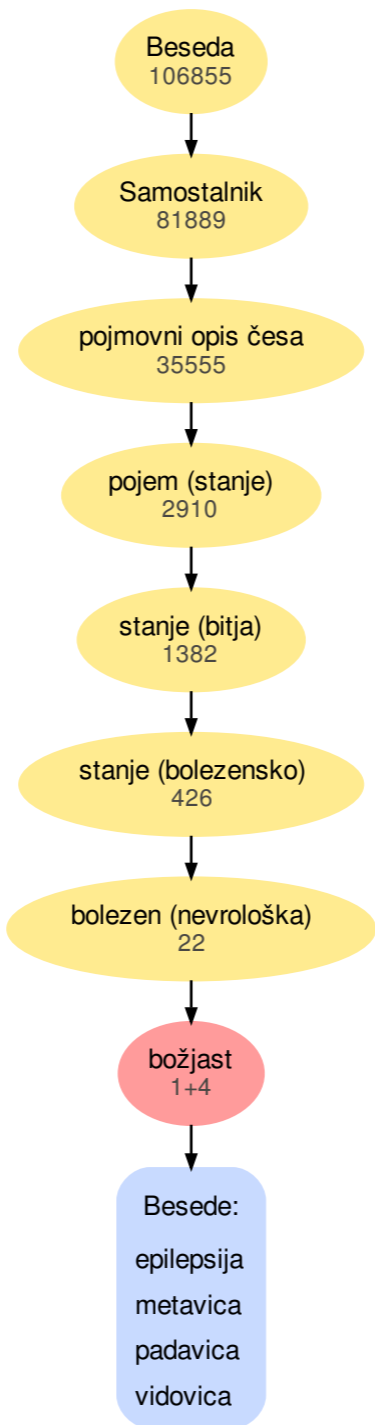 Beseda
106855
Samostalnik
81889
pojmovni opis česa
35555
pojem (stanje)
2910
stanje (bitja)
1382
stanje (bolezensko)
426
bolezen (nevrološka)
22
božjast
1+4
Besede:
epilepsija
metavica
padavica
vidovica